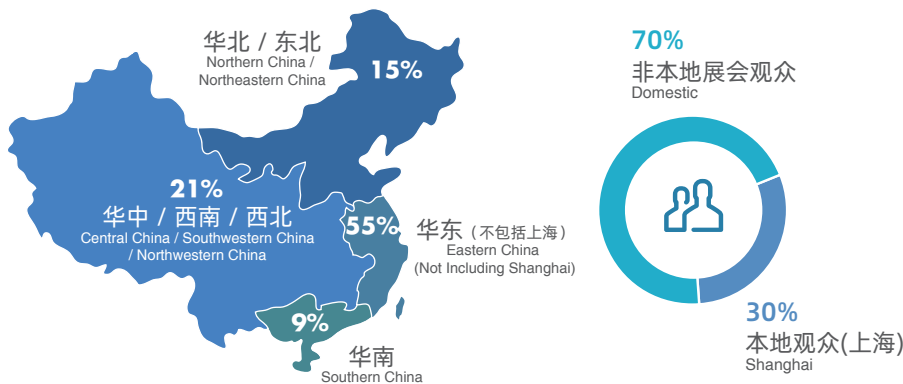 华北 / 东北
Northern China /
Northeastern China
15%
21%
华中 / 西南 / 西北
Central China / Southwestern China
/ Northwestern China
55%
华东（不包括上海）
Eastern China
(Not Including Shanghai)
9%
华南
Southern China
70%
非本地展会观众
Domestic
30%
本地观众(上海)
Shanghai